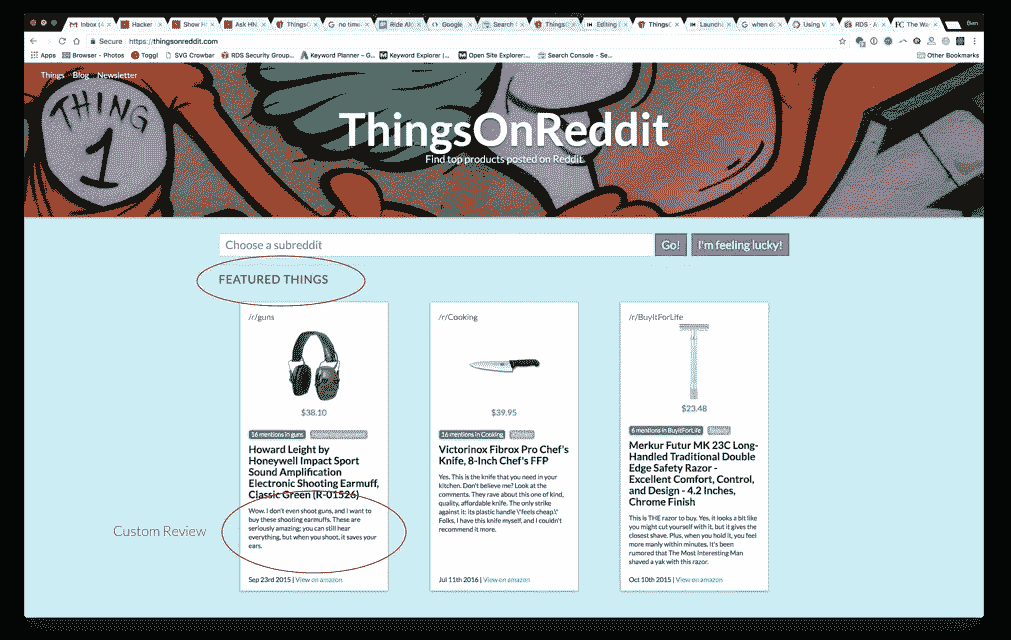 Inbox (4
Hacker
Show H
Ask HN
ThingsO
no time
Ride Alo
Google
Search
ThingsO
Editing
ThingsO
Launcha
when do
Using V
RDS - A
The Wa
Ben
Secure https://thingsonreddit.com
Apps Browser - Photos Toggl SVG Crowbar RDS Security Group... Keyword Planner – G... Keyword Explorer |... Open Site Explorer:... Search Console - Se... Other Bookmarks
Things Blog Newsletter
THING
1
ThingsOnReddit
Find top products posted on Reddit
Choose a subreddit Go! I'm feeling lucky!
FEATURED THINGS
/r/guns
$38.10
16 mentions in guns
Howard Leight by
Honeywell Impact Sport
Sound Amplification
Electronic Shooting Earmuff,
Classic Green (R-01526)
Wow. I don't even shoot guns, and I want to
buy these shooting earmuffs. These are
seriously amazing; you can still hear
everything, but when you shoot, it saves your
ears.
Sep 23rd 2015 | View on amazon
Custom Review
/r/Cooking
$39.95
16 mentions in Cooking
Victorinox Fibrox Pro Chef's
Knife, 8-Inch Chef's FFP
Yes. This is the knife that you need in your
kitchen. Don't believe me? Look at the
comments. They rave about this one of kind,
quality, affordable knife. The only strike
against it: its plastic handle \"feels cheap\".
Folks, I have this knife myself, and I couldn't
recommend it more.
Jul 11th 2016 | View on amazon
/r/BuyItForLife
$23.48
6 mentions in BuyItForLife
Merkur Futur MK 23C Long-
Handled Traditional Double
Edge Safety Razor -
Excellent Comfort, Control,
and Design - 4.2 Inches,
Chrome Finish
This is THE razor to buy. Yes, it looks a bit like
you might cut yourself with it, but it gives the
closest shave. Plus, when you hold it, you feel
more manly within minutes. It's been
rumored that The Most Interesting Man
shaved a yak with this razor.
Oct 10th 2015 | View on amazon